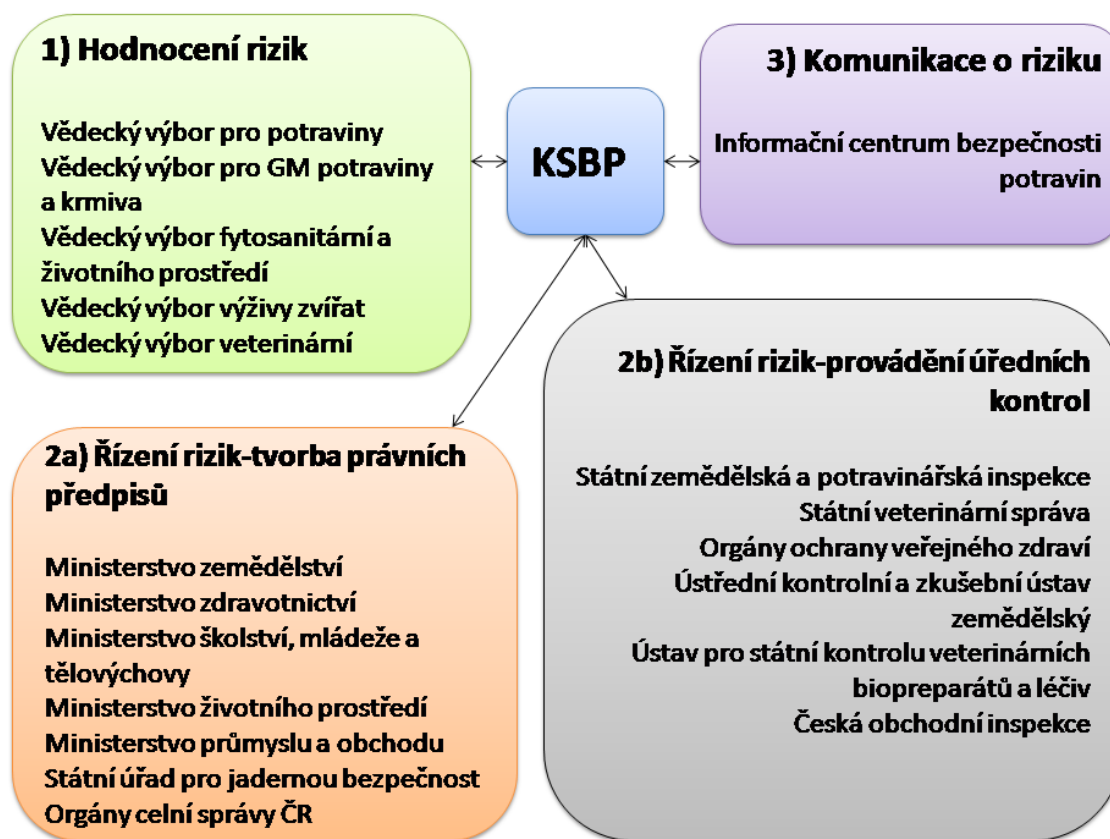 1) Hodnocení rizik
Vědecký výbor pro potraviny
Vědecký výbor pro GM potraviny
a krmiva
Vědecký výbor fytosanitární a
životního prostředí
Vědecký výbor výživy zvířat
Vědecký výbor veterinární
KSBP
3) Komunikace o riziku
Informační centrum bezpečnosti
potravin
2a) Řízení rizik-tvorba právních
předpisů
Ministerstvo zemědělství
Ministerstvo zdravotnictví
Ministerstvo školství, mládeže a
tělovýchovy
Ministerstvo životního prostředí
Ministerstvo průmyslu a obchodu
Státní úřad pro jadernou bezpečnost
Orgány celní správy ČR
2b) Řízení rizik-provádění úředních
kontrol
Státní zemědělská a potravinářská inspekce
Státní veterinární správa
Orgány ochrany veřejného zdraví
Ústřední kontrolní a zkušební ústav
zemědělský
Ústav pro státní kontrolu veterinárních
biopreparátů a léčiv
Česká obchodní inspekce